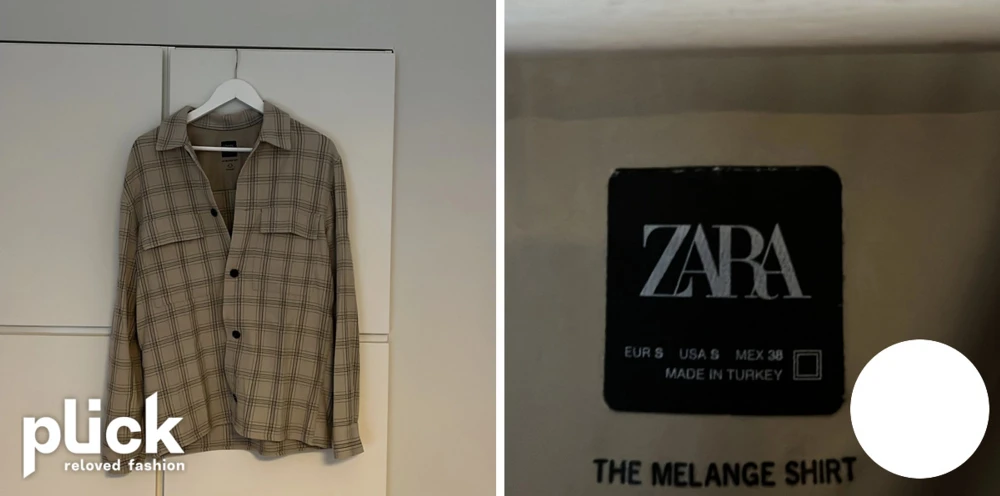 plick
reloved fashion
ZARA
EUR S USA S MEX 38
MADE IN TURKEY
THE MELANGE SHIRT